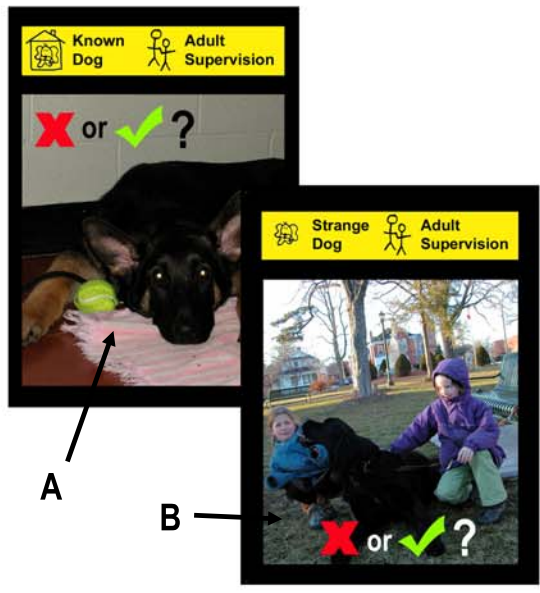 Known Dog
Adult Supervision
X or ✓ ?
Strange Dog
Adult Supervision
X or ✓ ?
A
B